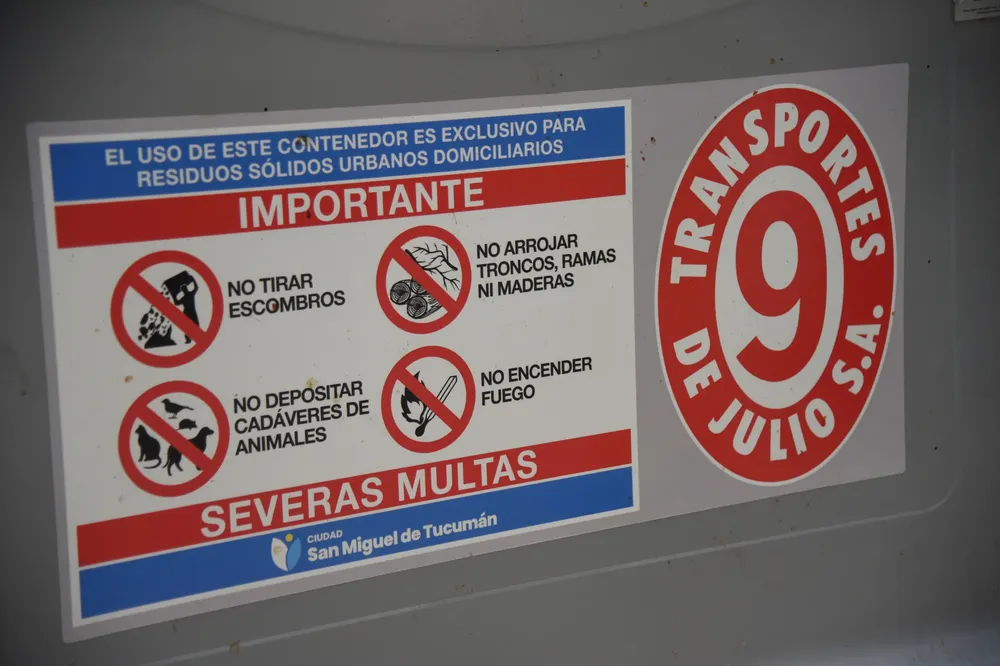 EL USO DE ESTE CONTENEDOR ES EXCLUSIVO PARA
RESIDUOS SÓLIDOS URBANOS DOMICILIARIOS
IMPORTANTE
NO TIRAR
ESCOMBROS
NO ARROJAR
TRONCOS, RAMAS
NI MADERAS
NO DEPOSITAR
CADÁVERES DE
ANIMALES
NO ENCENDER
FUEGO
SEVERAS MULTAS
CIUDAD
San Miguel de Tucumán
TRANSPORTES
9
DE JULIO S.A.